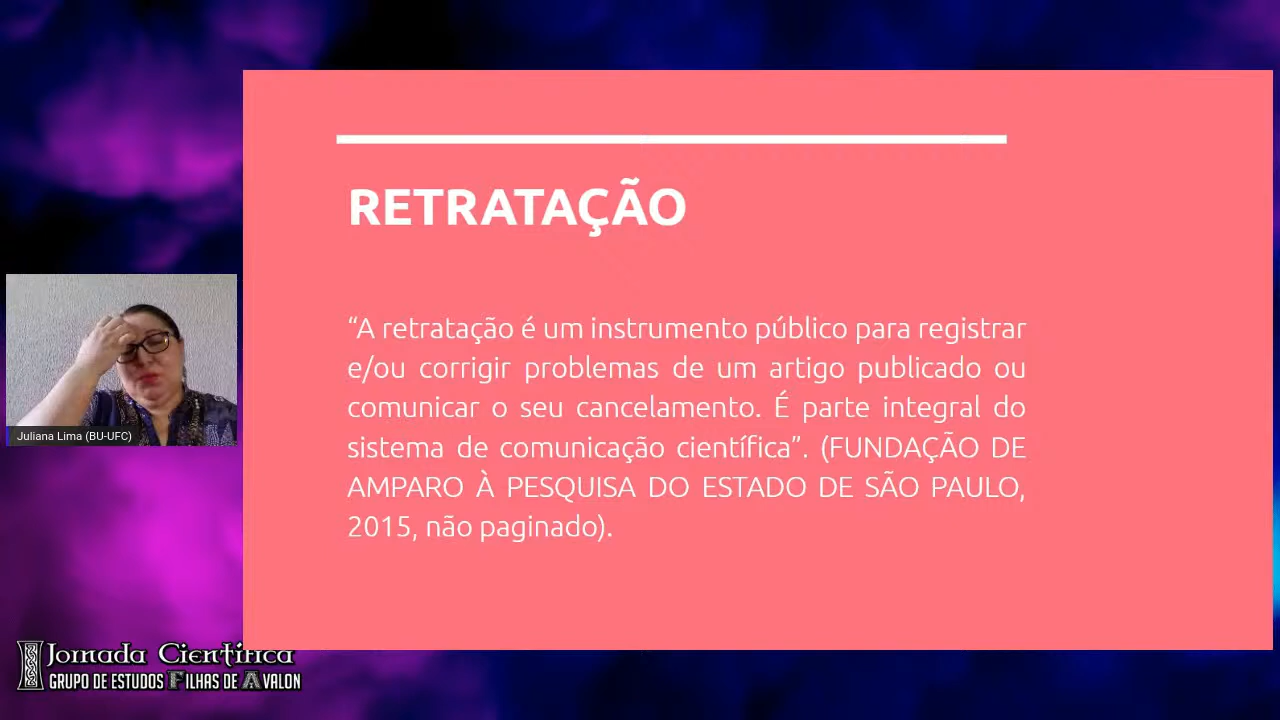 RETRATAÇÃO
“A retratação é um instrumento público para registrar
e/ou corrigir problemas de um artigo publicado ou
comunicar o seu cancelamento. É parte integral do
sistema de comunicação científica”. (FUNDAÇÃO DE
AMPARO À PESQUISA DO ESTADO DE SÃO PAULO,
2015, não paginado).
Juliana Lima (BU-UFC)
I Jornada Científica
GRUPO DE ESTUDOS FILHAS DE AVALON